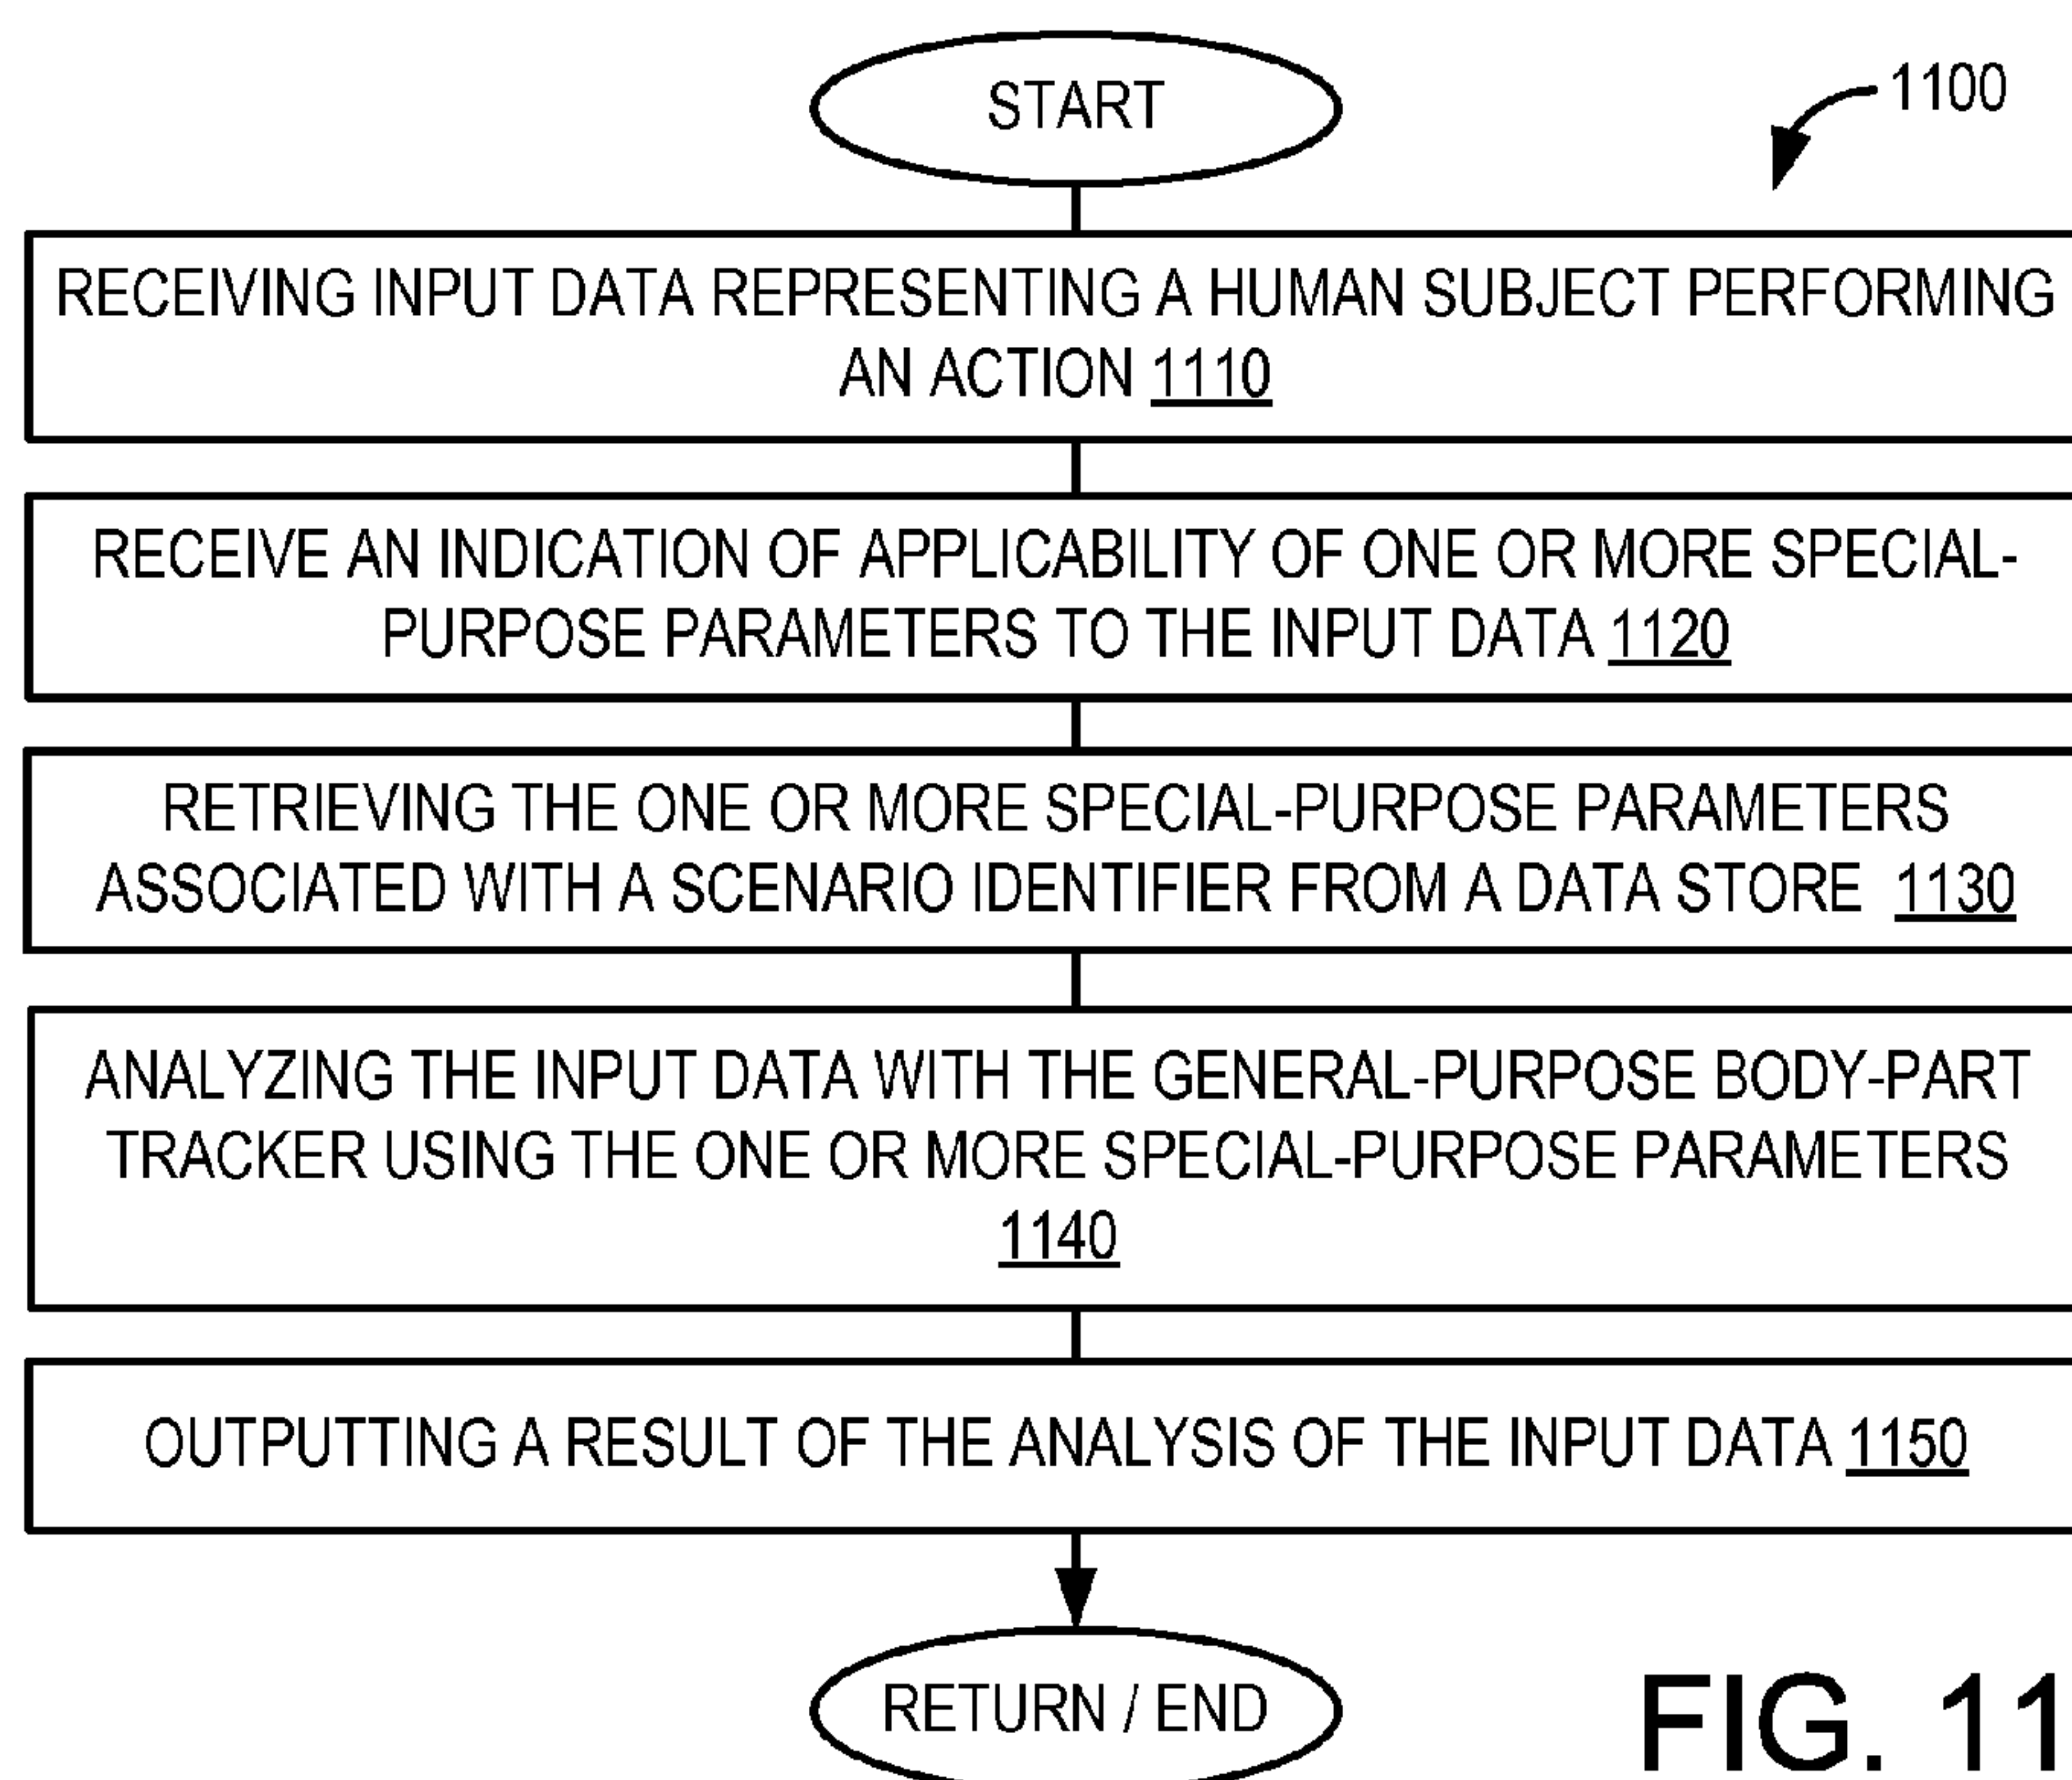 START
1100
RECEIVING INPUT DATA REPRESENTING A HUMAN SUBJECT PERFORMING
AN ACTION 1110
RECEIVE AN INDICATION OF APPLICABILITY OF ONE OR MORE SPECIAL-
PURPOSE PARAMETERS TO THE INPUT DATA 1120
RETRIEVING THE ONE OR MORE SPECIAL-PURPOSE PARAMETERS
ASSOCIATED WITH A SCENARIO IDENTIFIER FROM A DATA STORE 1130
ANALYZING THE INPUT DATA WITH THE GENERAL-PURPOSE BODY-PART
TRACKER USING THE ONE OR MORE SPECIAL-PURPOSE PARAMETERS
1140
OUTPUTTING A RESULT OF THE ANALYSIS OF THE INPUT DATA 1150
RETURN / END
FIG. 11